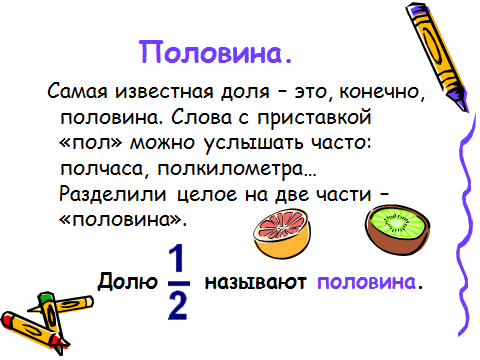 Половина.
Самая известная доля – это, конечно,
половина. Слова с приставкой
«пол» можно услышать часто:
полчаса, полкилометра…
Разделили целое на две части –
«половина».
Долю 1/2 называют половина.